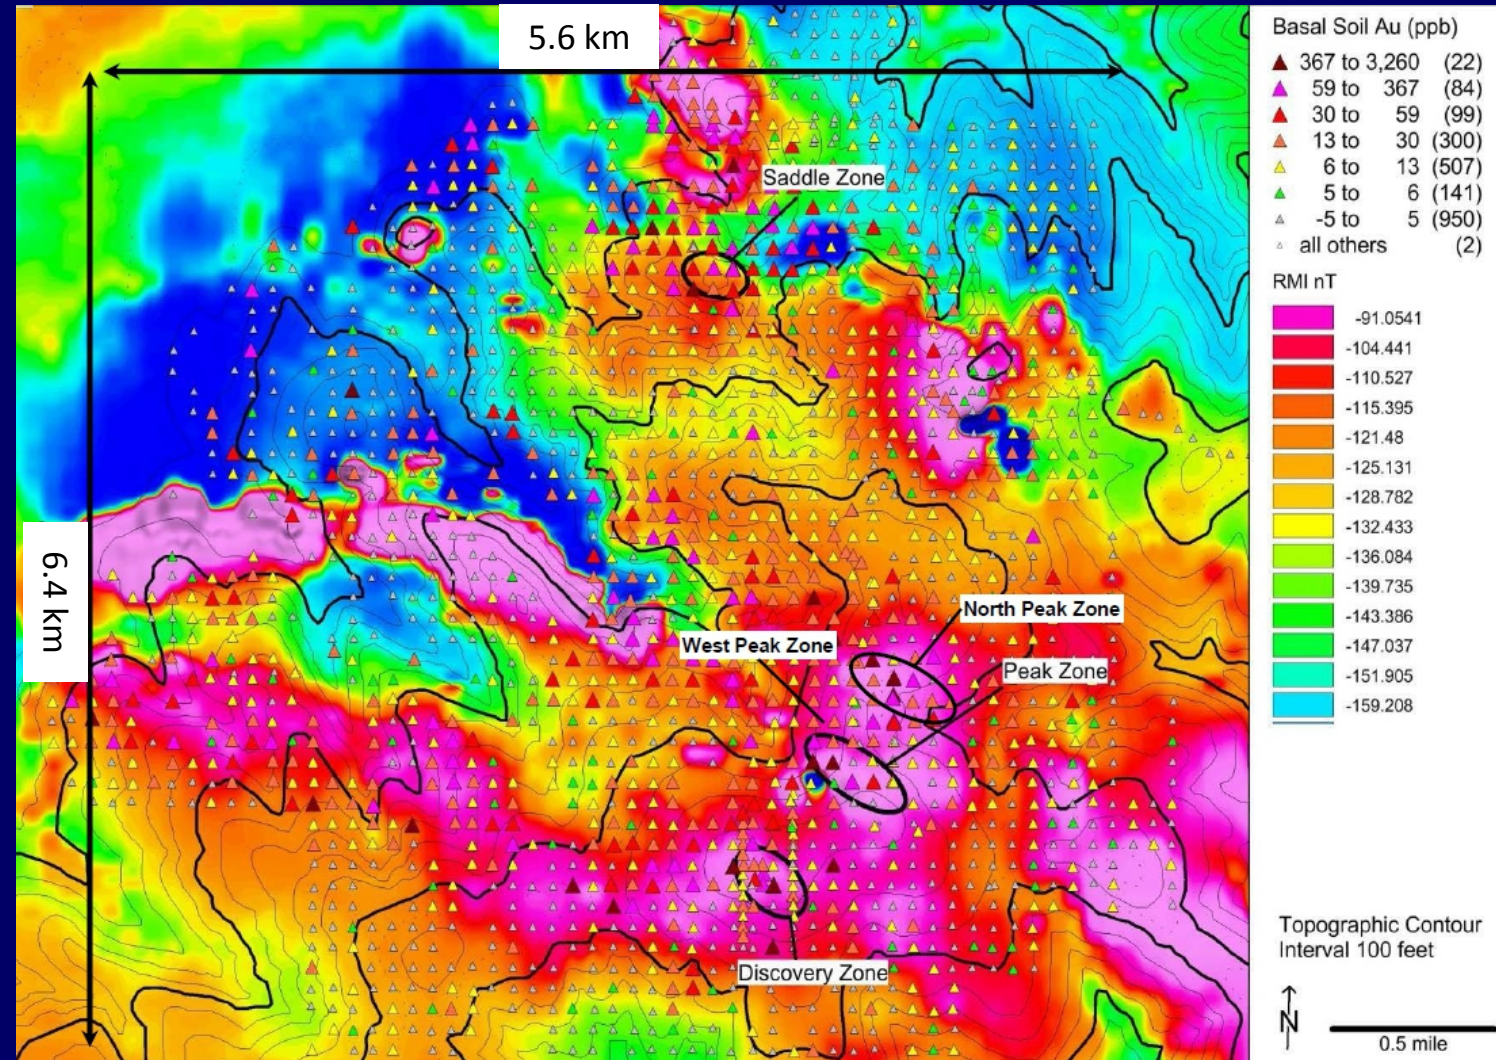 5.6 km
6.4 km
Saddle Zone
North Peak Zone
West Peak Zone
Peak Zone
Discovery Zone
Basal Soil Au (ppb)
367 to 3,260 (22)
59 to 367 (84)
30 to 59 (99)
13 to 30 (300)
6 to 13 (507)
5 to 6 (141)
-5 to 5 (950)
all others (2)
RMI nT
-91.0541
-104.441
-110.527
-115.395
-121.48
-125.131
-128.782
-132.433
-136.084
-139.735
-143.386
-147.037
-151.905
-159.208
Topographic Contour
Interval 100 feet
N
0.5 mile